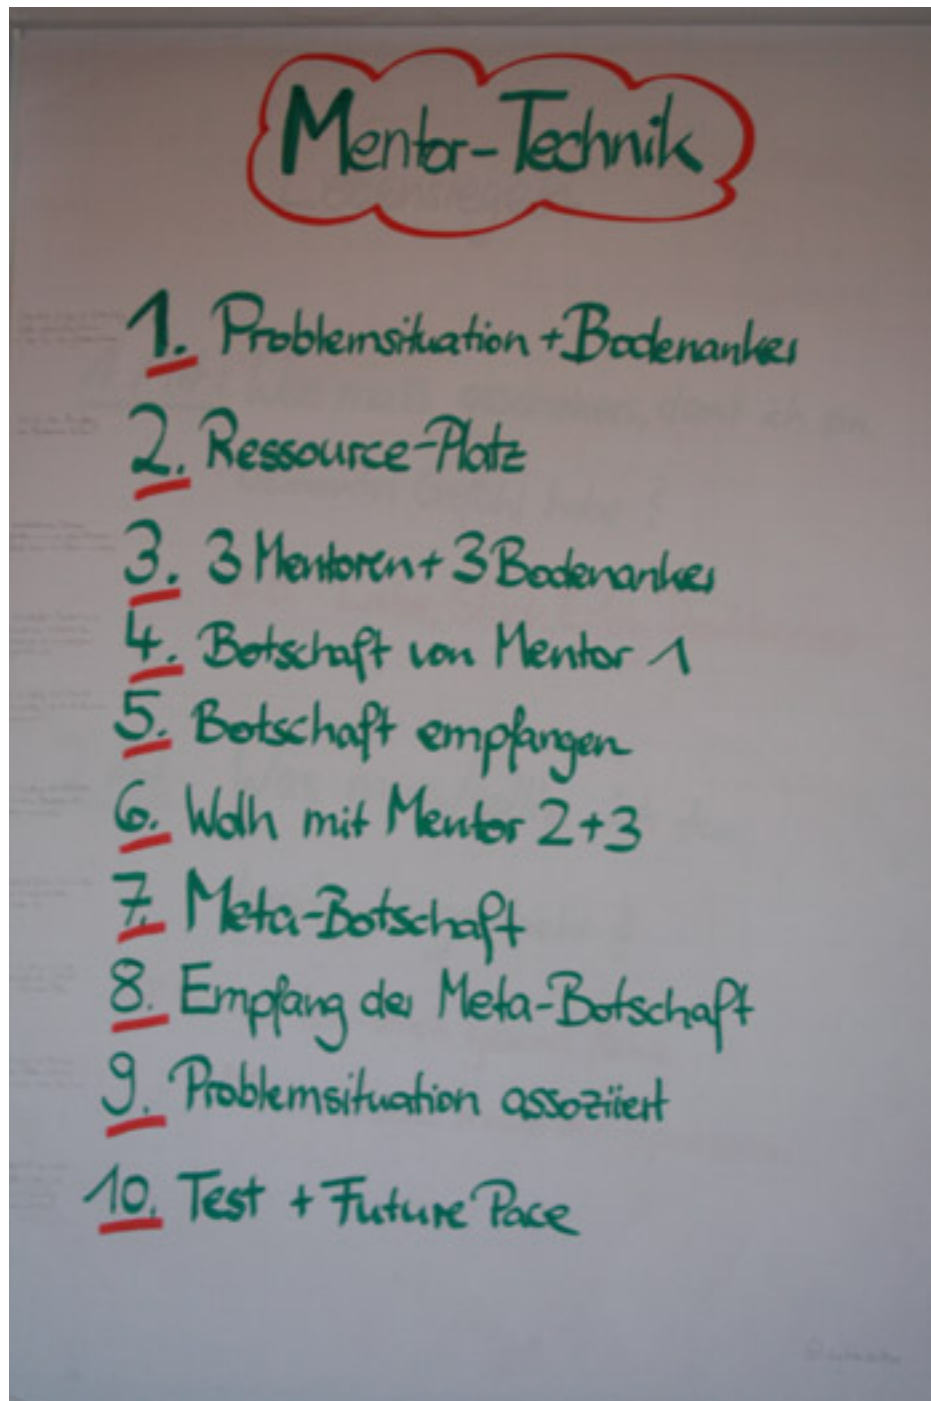 Mentor-Technik
1. Problemsituation + Bodenanker
2. Ressource-Platz
3. 3 Mentoren + 3 Bodenanker
4. Botschaft von Mentor 1
5. Botschaft empfangen
6. Wdh mit Mentor 2+3
7. Meta-Botschaft
8. Empfang der Meta-Botschaft
9. Problemsituation assoziiert
10. Test + Future Pace